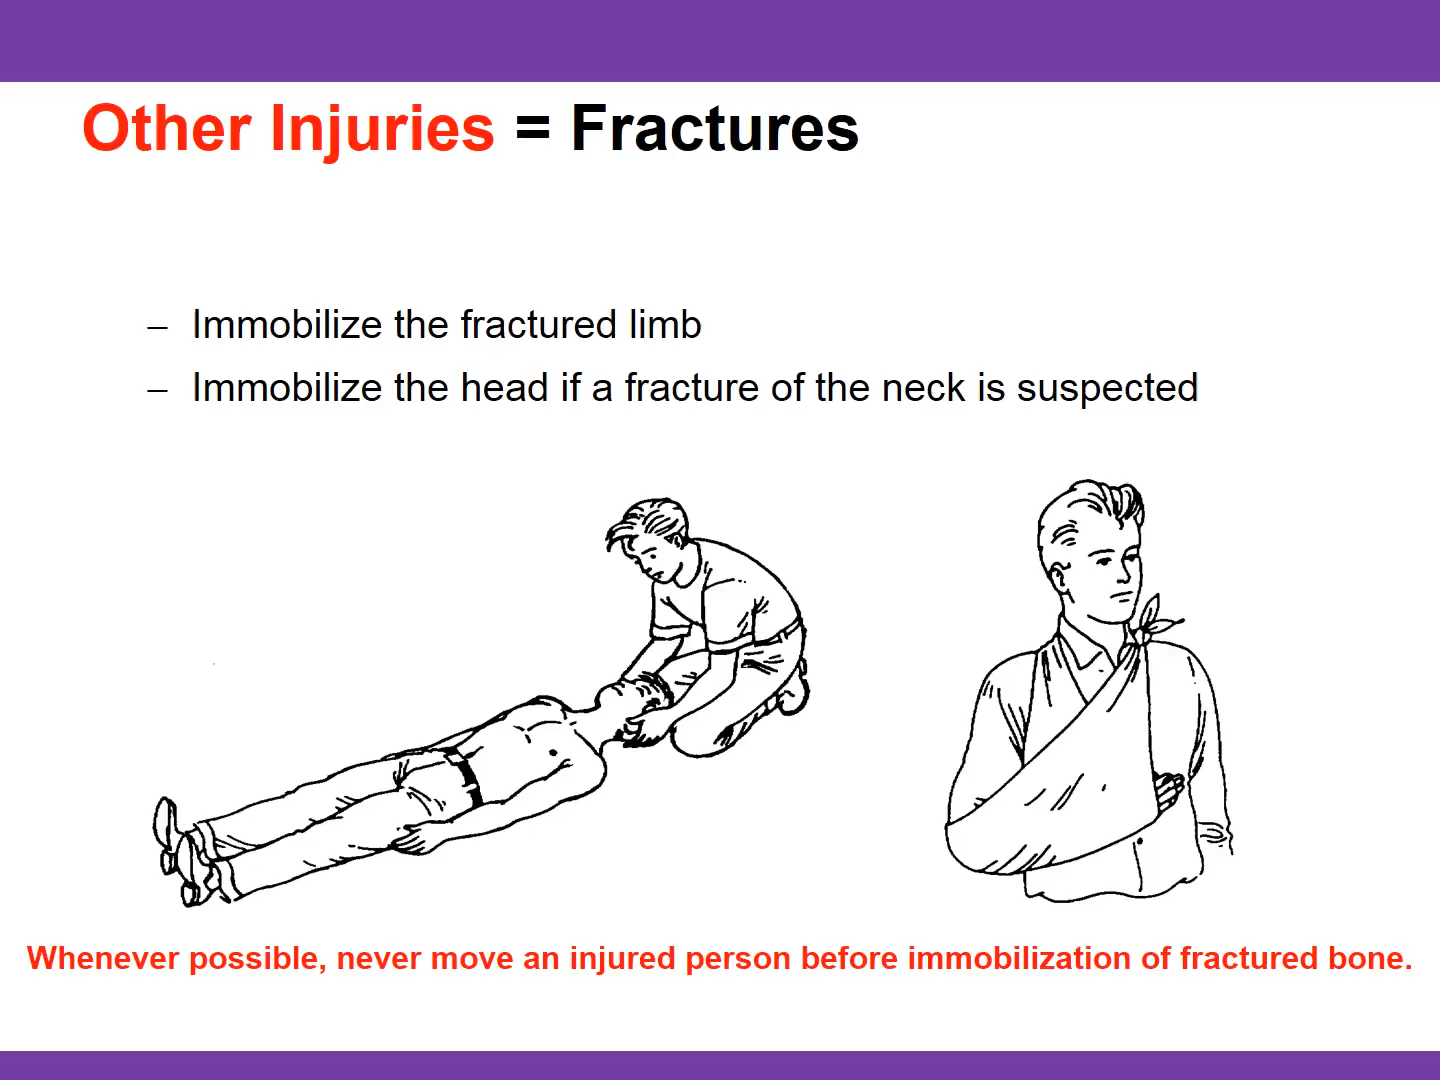 Other Injuries = Fractures
– Immobilize the fractured limb
– Immobilize the head if a fracture of the neck is suspected
Whenever possible, never move an injured person before immobilization of fractured bone.